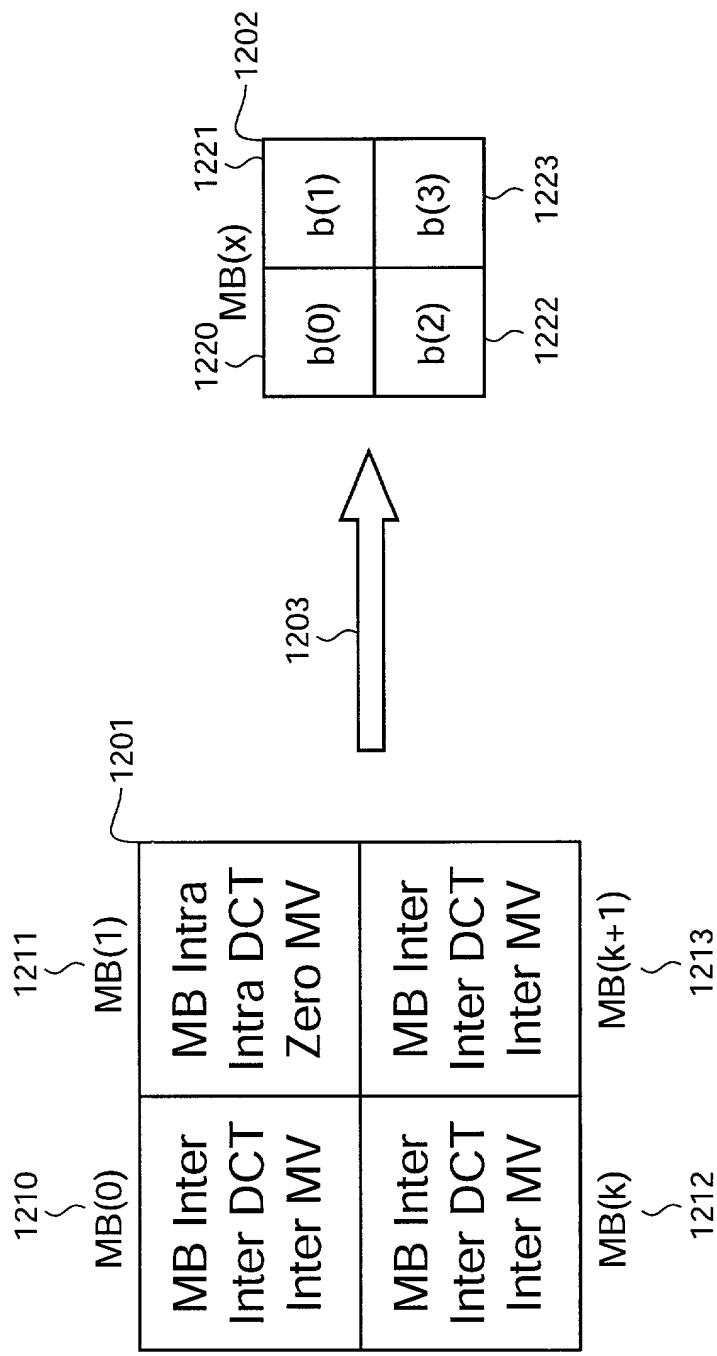 1210
1211
1201
MB(0)
MB(1)
MB Inter
Inter DCT
Inter MV
MB Intra
Intra DCT
Zero MV
MB Inter
Inter DCT
Inter MV
MB Inter
Inter DCT
Inter MV
MB(k)
MB(k+1)
1212
1213
1203
1220
MB(x)
1221
1202
b(0)
b(1)
b(2)
b(3)
1222
1223